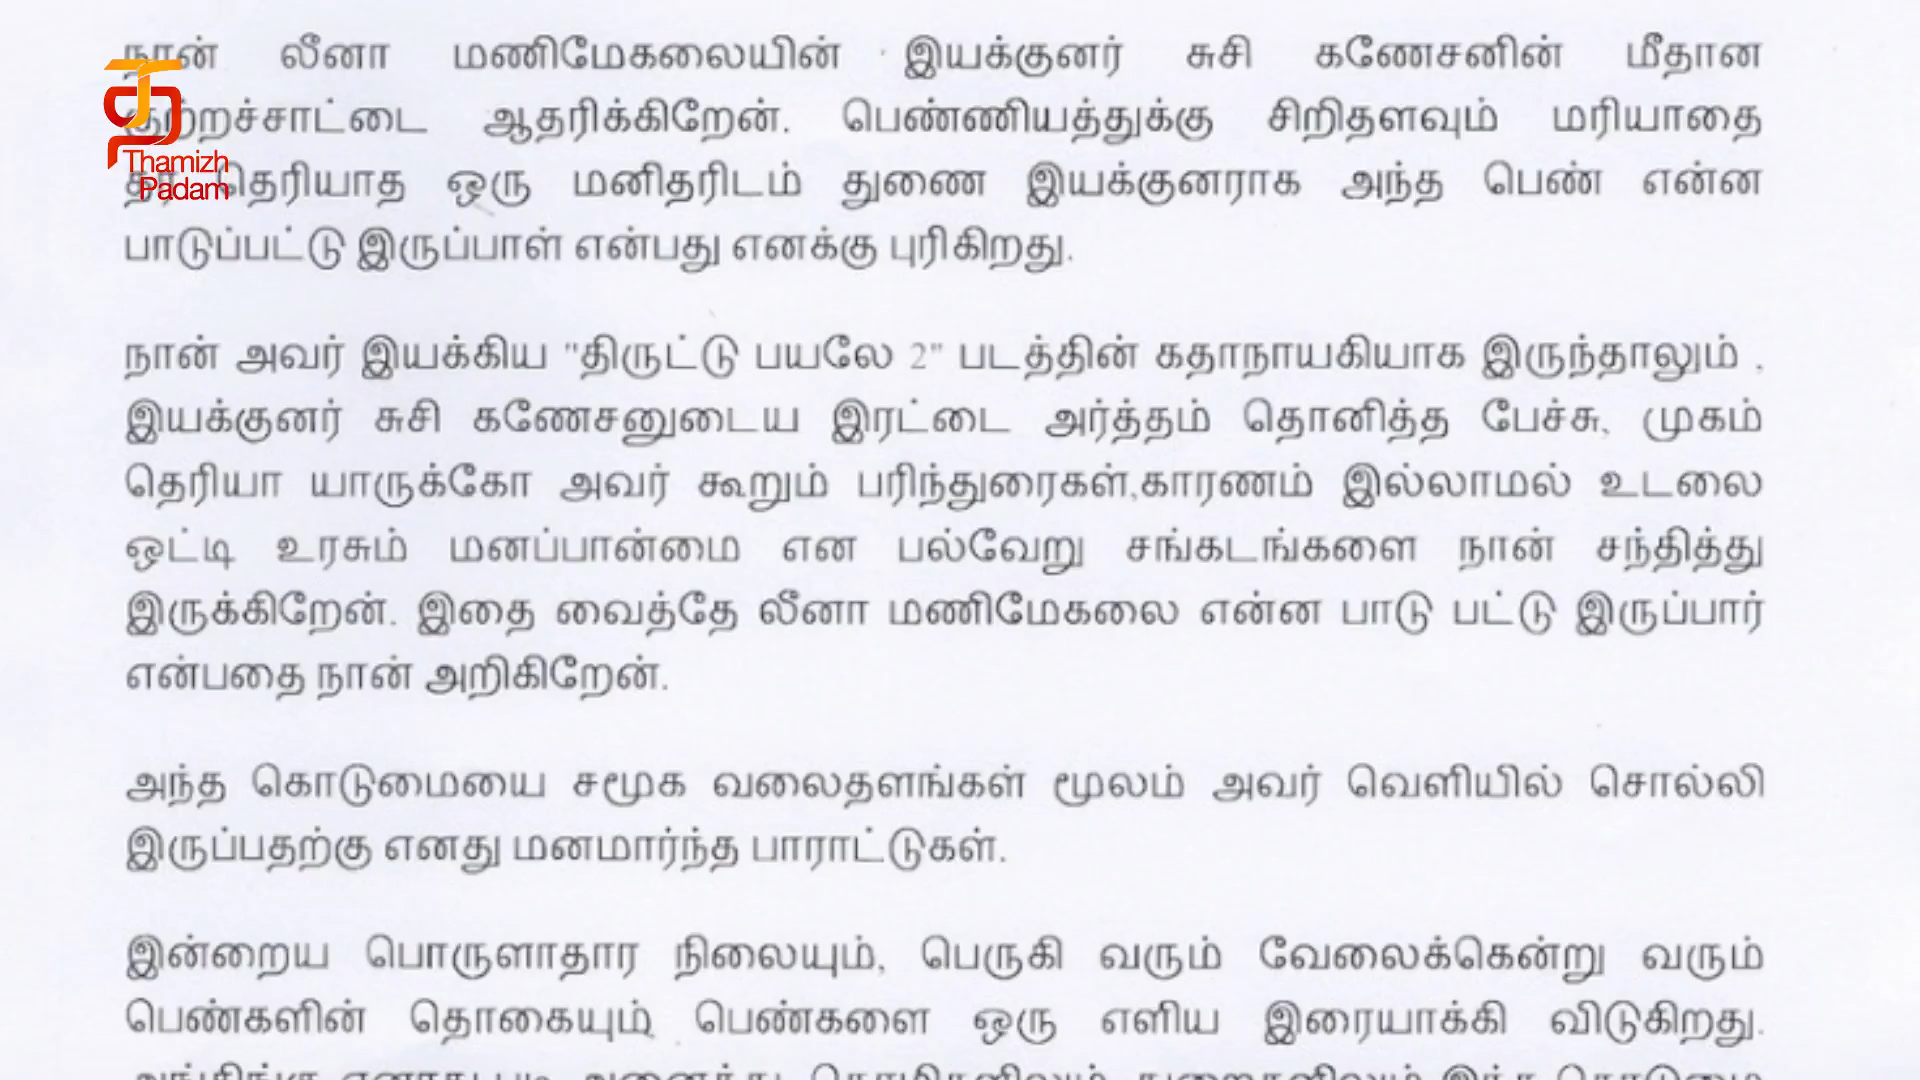 நான் லீனா மணிமேகலையின் இயக்குனர் சுசி கணேசனின் மீதான
குற்றச்சாட்டை ஆதரிக்கிறேன். பெண்ணியத்துக்கு சிறிதளவும் மரியாதை
Thamizh
Padam
தர தெரியாத ஒரு மனிதரிடம் துணை இயக்குனராக அந்த பெண் என்ன
பாடுப்பட்டு இருப்பாள் என்பது எனக்கு புரிகிறது.
நான் அவர் இயக்கிய "திருட்டு பயலே 2" படத்தின் கதாநாயகியாக இருந்தாலும் ,
இயக்குனர் சுசி கணேசனுடைய இரட்டை அர்த்தம் தொனித்த பேச்சு, முகம்
தெரியா யாருக்கோ அவர் கூறும் பரிந்துரைகள்,காரணம் இல்லாமல் உடலை
ஒட்டி உரசும் மனப்பான்மை என பல்வேறு சங்கடங்களை நான் சந்தித்து
இருக்கிறேன். இதை வைத்தே லீனா மணிமேகலை என்ன பாடு பட்டு இருப்பார்
என்பதை நான் அறிகிறேன்.
அந்த கொடுமையை சமூக வலைதளங்கள் மூலம் அவர் வெளியில் சொல்லி
இருப்பதற்கு எனது மனமார்ந்த பாராட்டுகள்.
இன்றைய பொருளாதார நிலையும், பெருகி வரும் வேலைக்கென்று வரும்
பெண்களின் தொகையும் பெண்களை ஒரு எளிய இரையாக்கி விடுகிறது.